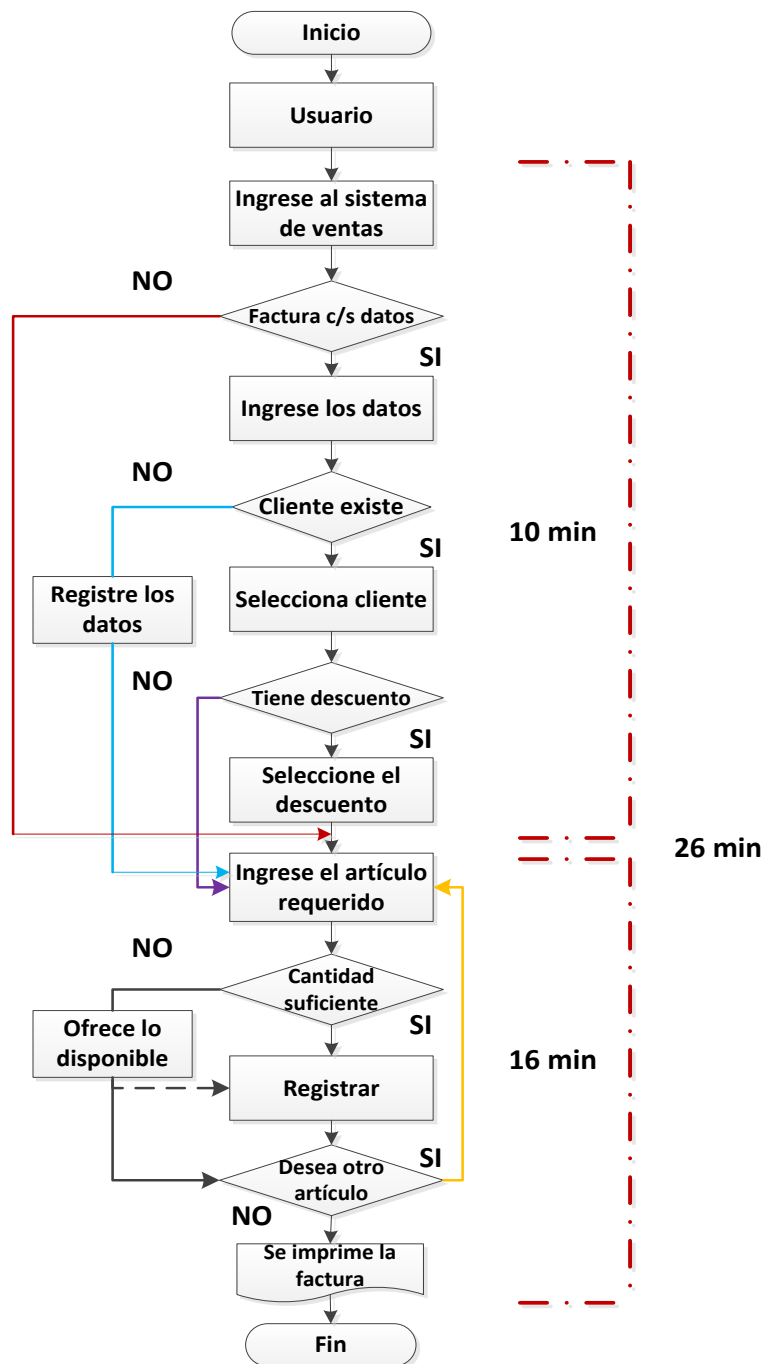 Inicio
Usuario
Ingrese al sistema
de ventas
NO
Factura c/s datos
SI
Ingrese los datos
NO
Cliente existe
10 min
SI
Registre los
datos
Selecciona cliente
NO
Tiene descuento
SI
Seleccione el
descuento
26 min
Ingrese el artículo
requerido
NO
Cantidad
suficiente
Ofrece lo
disponible
SI
16 min
Registrar
Desea otro
artículo
SI
NO
Se imprime la
factura
Fin